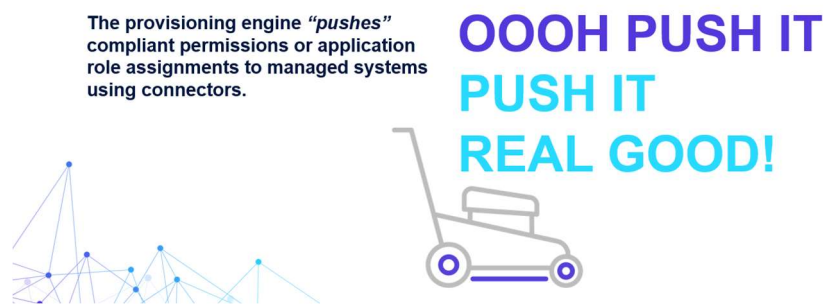 The provisioning engine “pushes”
compliant permissions or application
role assignments to managed systems
using connectors.
OOOH PUSH IT
PUSH IT
REAL GOOD!